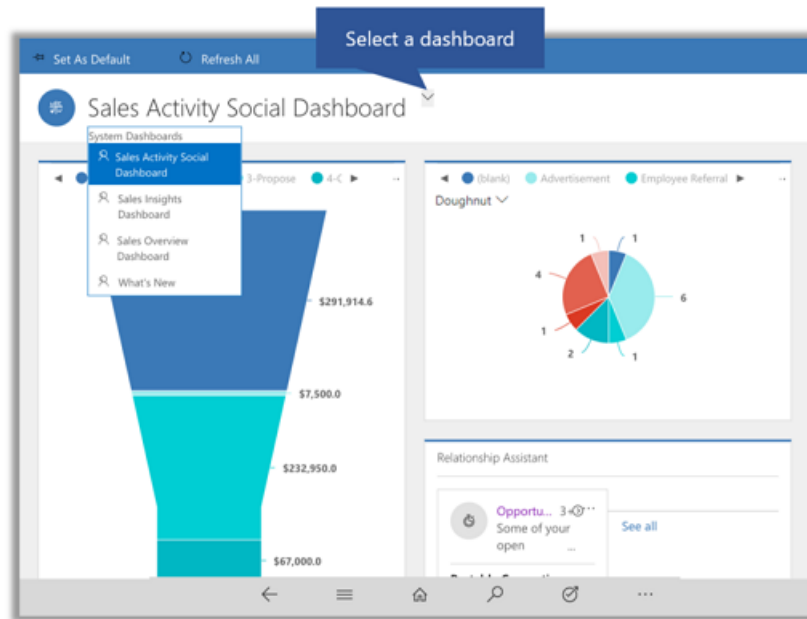 Select a dashboard
Set As Default
Refresh All
Sales Activity Social Dashboard
System Dashboards
Sales Activity Social
Dashboard
Sales Insights
Dashboard
Sales Overview
Dashboard
What's New
3-Propose
$291,914.6
$7,500.0
$232,950.0
$67,000.0
(blank)
Advertisement
Employee Referral
Doughnut
1
1
4
6
1
2
1
Relationship Assistant
Opportu...
Some of your
open
...
See all